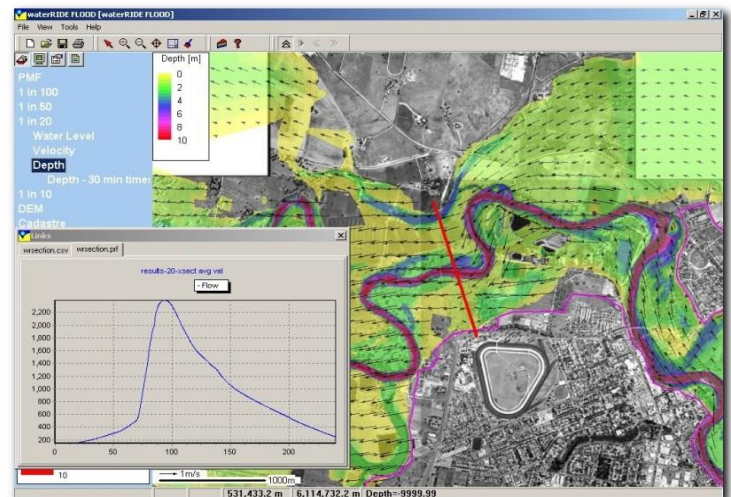 waterRIDE FLOOD [waterRIDE FLOOD]
File View Tools Help
PMF
1 in 100
1 in 50
1 in 20
Water Level
Velocity
Depth
Depth - 30 min time
1 in 10
DEM
Cadastre
Depth [m]
0
2
4
6
8
10
Links
wrsection.csv wrsection.prf
results-20-xsect avg vel
- Flow
2,200
2,000
1,800
1,600
1,400
1,200
1,000
800
600
400
200
0 50 100 150 200
10
1m/s
1000m
531,433.2 m 6,114,732.2 m Depth=-9999.99